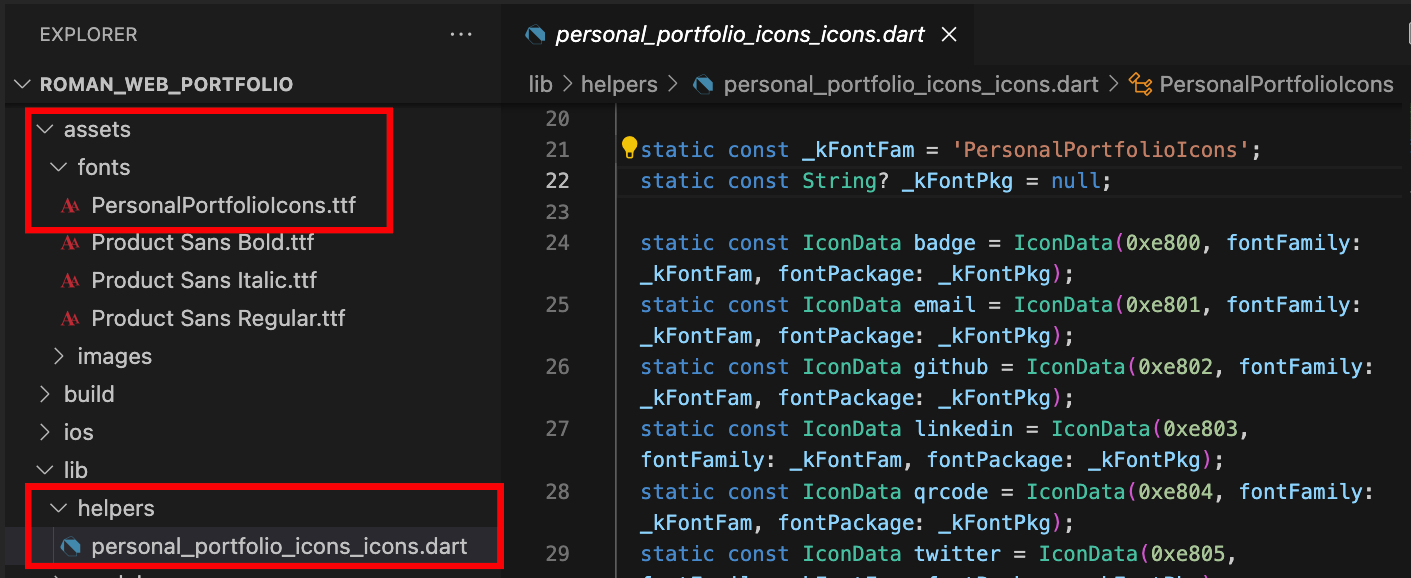 EXPLORER
ROMAN_WEB_PORTFOLIO
assets
fonts
PersonalPortfolioIcons.ttf
Product Sans Bold.ttf
Product Sans Italic.ttf
Product Sans Regular.ttf
images
build
ios
lib
helpers
personal_portfolio_icons_icons.dart
personal_portfolio_icons_icons.dart
lib > helpers > personal_portfolio_icons_icons.dart > PersonalPortfolioIcons
20
21 static const _kFontFam = 'PersonalPortfolioIcons';
22 static const String? _kFontPkg = null;
23
24 static const IconData badge = IconData(0xe800, fontFamily:
_kFontFam, fontPackage: _kFontPkg);
25 static const IconData email = IconData(0xe801, fontFamily:
_kFontFam, fontPackage: _kFontPkg);
26 static const IconData github = IconData(0xe802, fontFamily:
_kFontFam, fontPackage: _kFontPkg);
27 static const IconData linkedin = IconData(0xe803,
fontFamily: _kFontFam, fontPackage: _kFontPkg);
28 static const IconData qrcode = IconData(0xe804, fontFamily:
_kFontFam, fontPackage: _kFontPkg);
29 static const IconData twitter = IconData(0xe805,